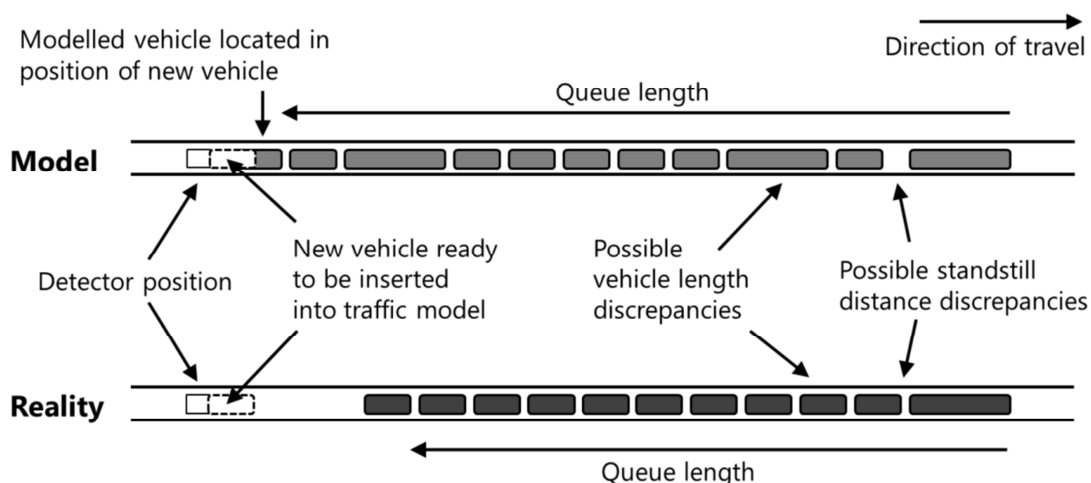 Modelled vehicle located in
position of new vehicle
Direction of travel
Queue length
Model
Detector position
New vehicle ready
to be inserted
into traffic model
Possible
vehicle length
discrepancies
Possible standstill
distance discrepancies
Reality
Queue length